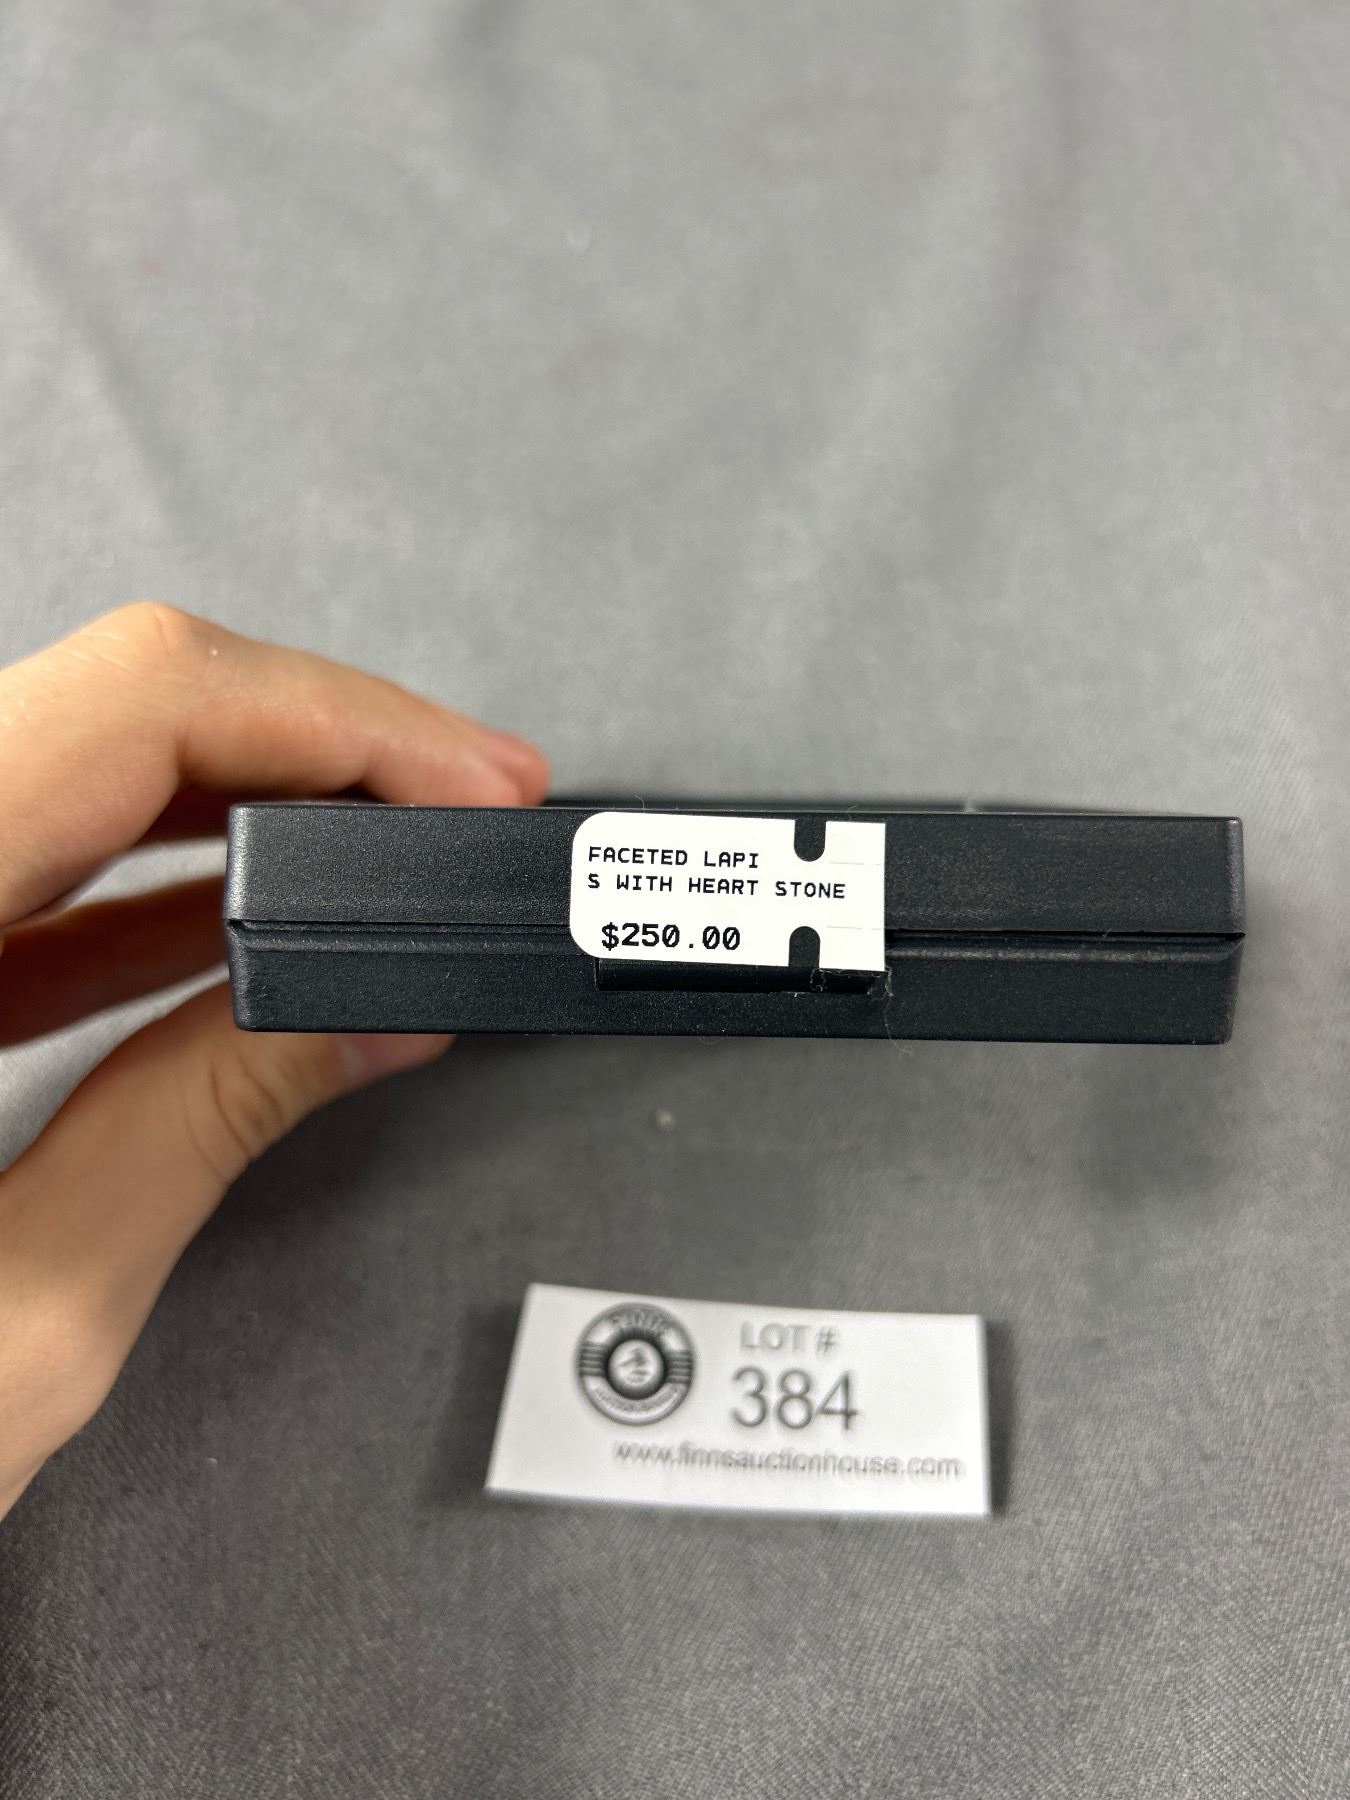 FACETED LAPI
S WITH HEART STONE
$250.00
LOT #
384
www.finnsauctionhouse.com